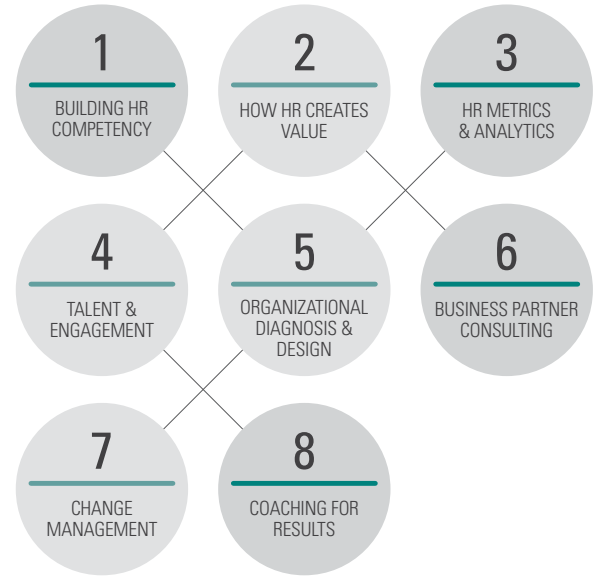 1
BUILDING HR
COMPETENCY
2
HOW HR CREATES
VALUE
3
HR METRICS
& ANALYTICS
4
TALENT &
ENGAGEMENT
5
ORGANIZATIONAL
DIAGNOSIS &
DESIGN
6
BUSINESS PARTNER
CONSULTING
7
CHANGE
MANAGEMENT
8
COACHING FOR
RESULTS